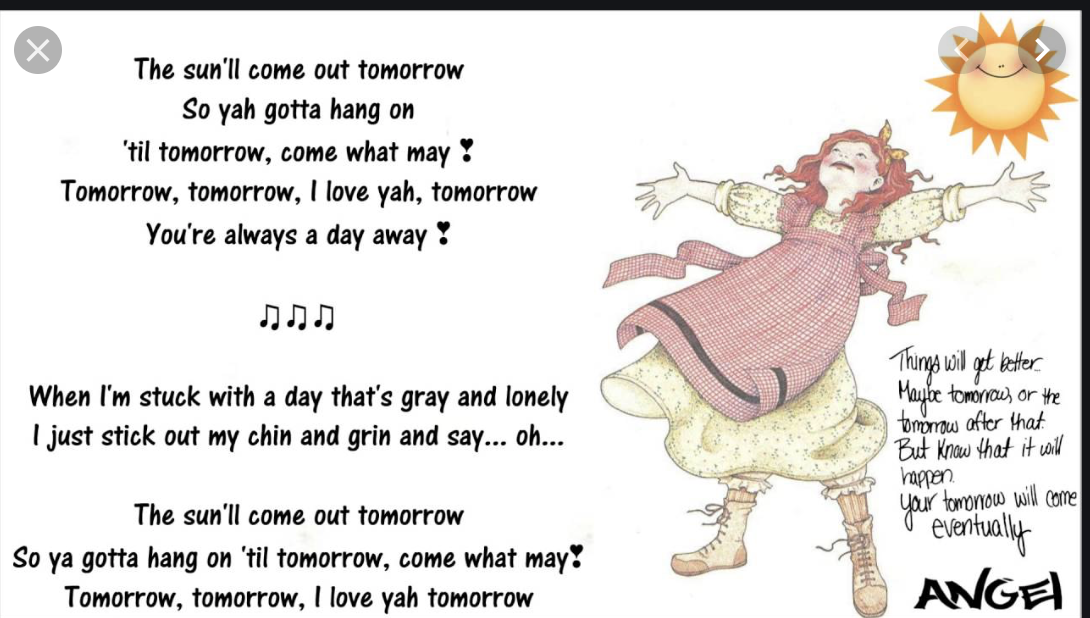 The sun'll come out tomorrow
So yah gotta hang on
'til tomorrow, come what may ❣
Tomorrow, tomorrow, I love yah, tomorrow
You're always a day away ❣
♫♫♫
When I'm stuck with a day that's gray and lonely
I just stick out my chin and grin and say... oh...
The sun'll come out tomorrow
So ya gotta hang on 'til tomorrow, come what may❣
Tomorrow, tomorrow, I love yah tomorrow
Things will get better.
Maybe tomorrow, or the
tomorrow after that.
But know that it will
happen.
your tomorrow will come
eventually
ANGEl